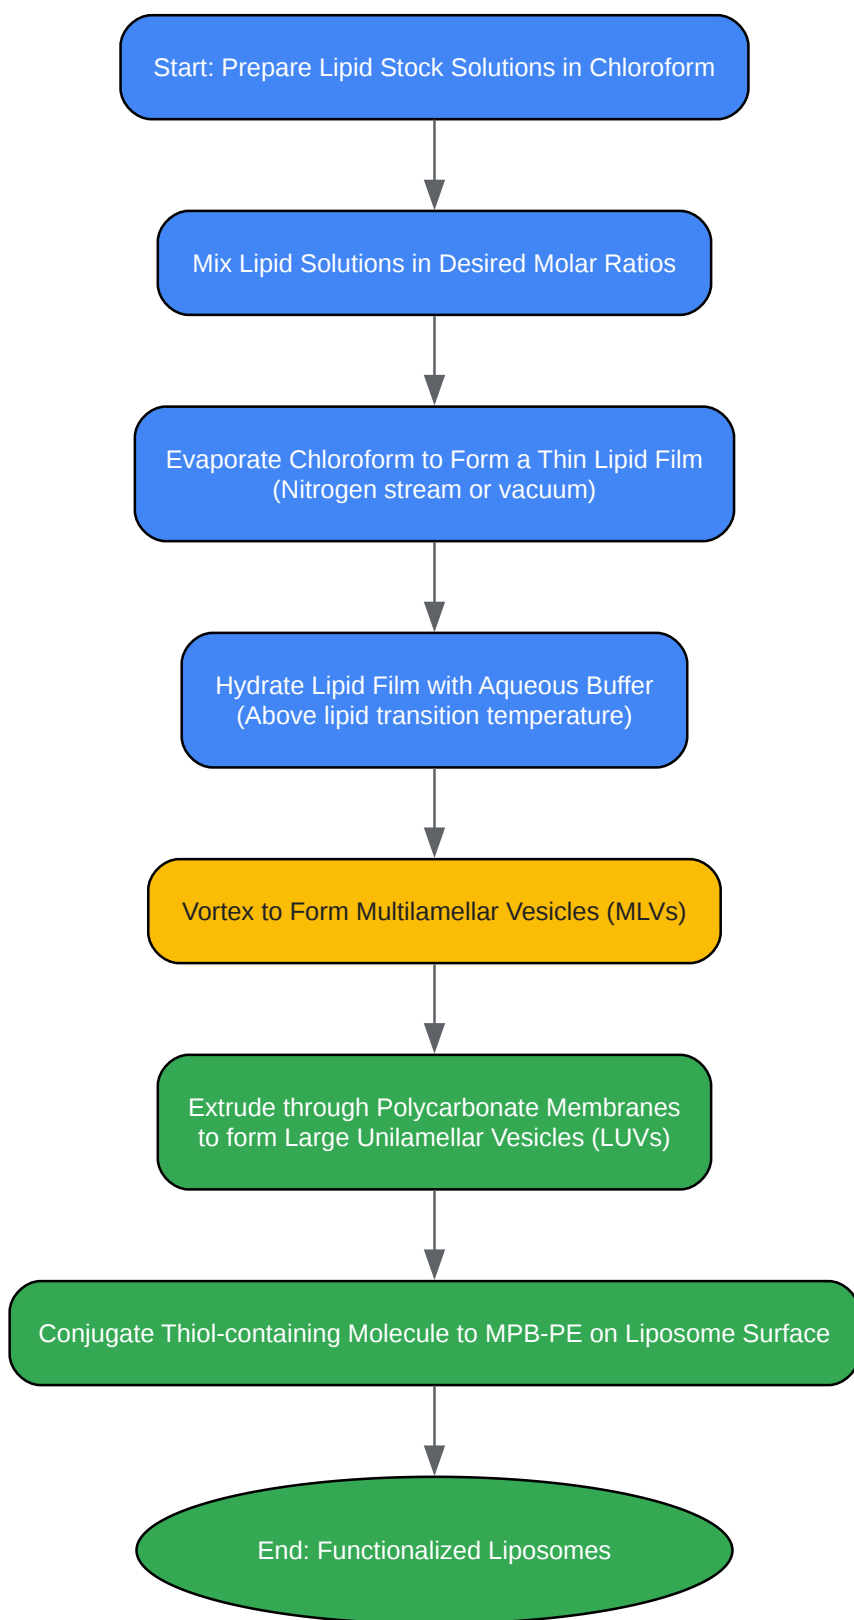 Start: Prepare Lipid Stock Solutions in Chloroform
Mix Lipid Solutions in Desired Molar Ratios
Evaporate Chloroform to Form a Thin Lipid Film
(Nitrogen stream or vacuum)
Hydrate Lipid Film with Aqueous Buffer
(Above lipid transition temperature)
Vortex to Form Multilamellar Vesicles (MLVs)
Extrude through Polycarbonate Membranes
to form Large Unilamellar Vesicles (LUVs)
Conjugate Thiol-containing Molecule to MPB-PE on Liposome Surface
End: Functionalized Liposomes